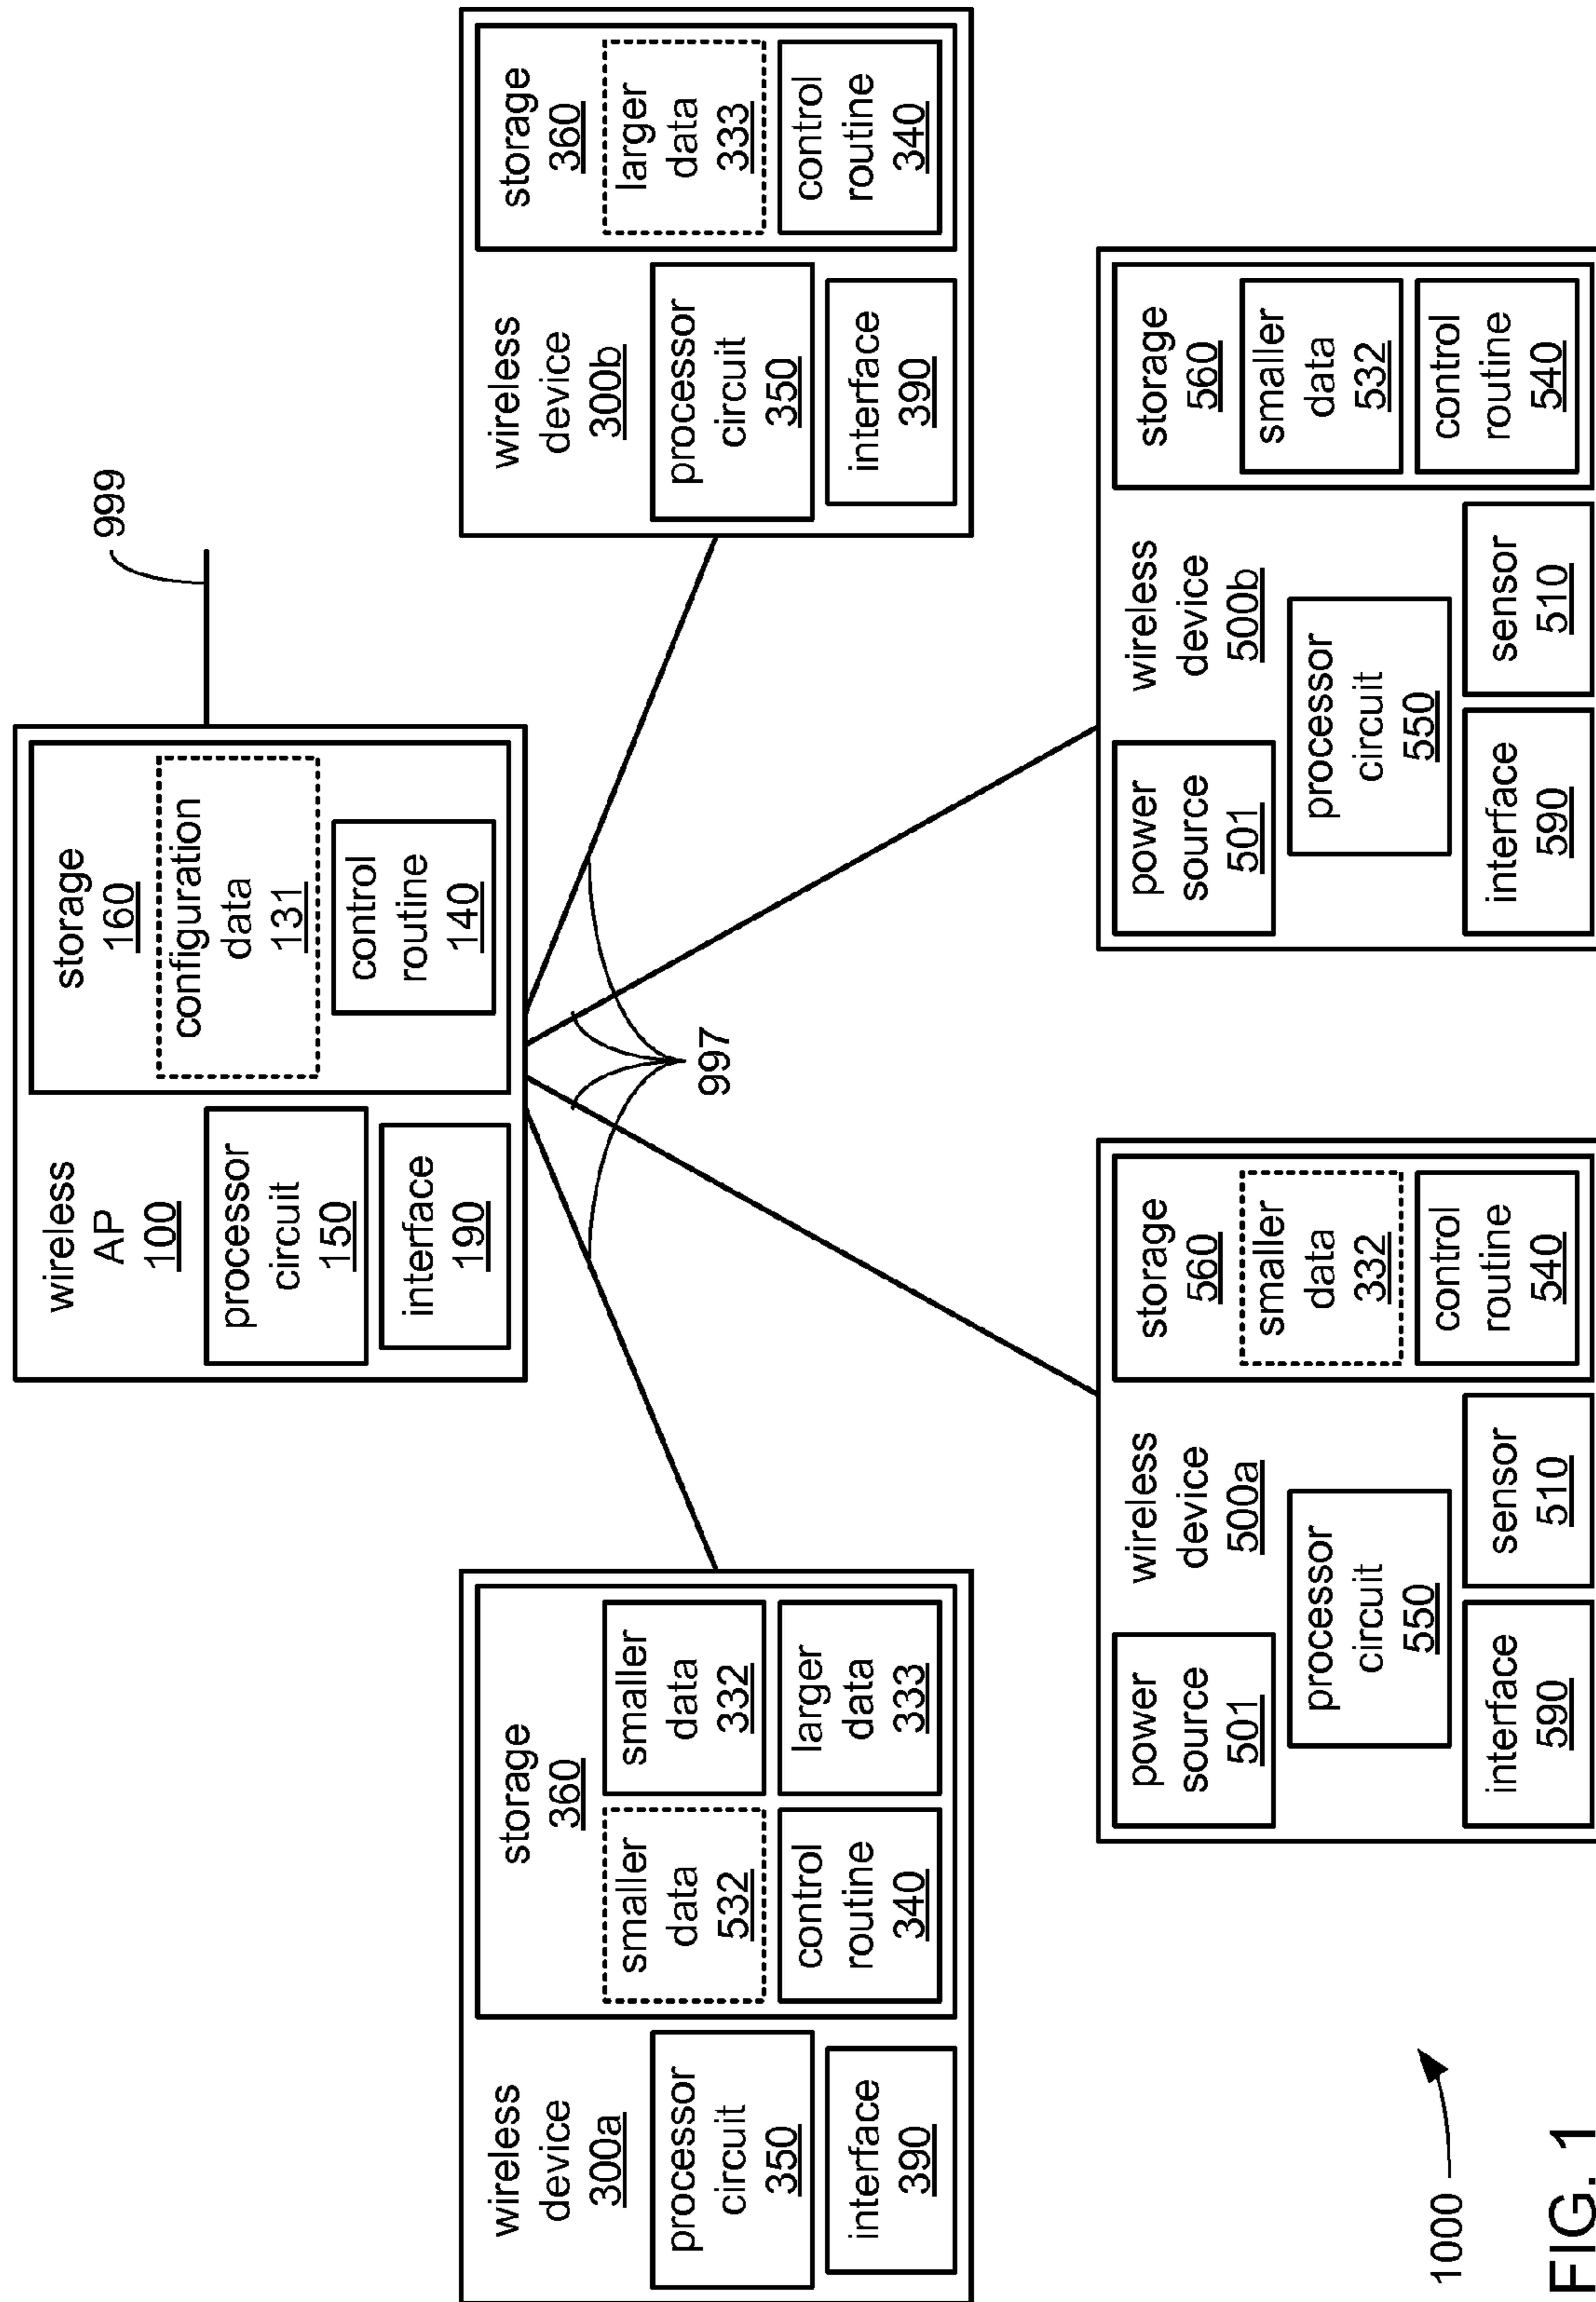 wireless
AP
100
processor
circuit
150
interface
190
storage
160
configuration
data
131
control
routine
140
999
997
wireless
device
300a
processor
circuit
350
interface
390
storage
360
smaller
data
532
smaller
data
332
control
routine
340
larger
data
333
wireless
device
300b
processor
circuit
350
interface
390
storage
360
larger
data
333
control
routine
340
power
source
501
wireless
device
500a
processor
circuit
550
interface
590
sensor
510
storage
560
smaller
data
332
control
routine
540
power
source
501
wireless
device
500b
processor
circuit
550
interface
590
sensor
510
storage
560
smaller
data
532
control
routine
540
1000
FIG. 1